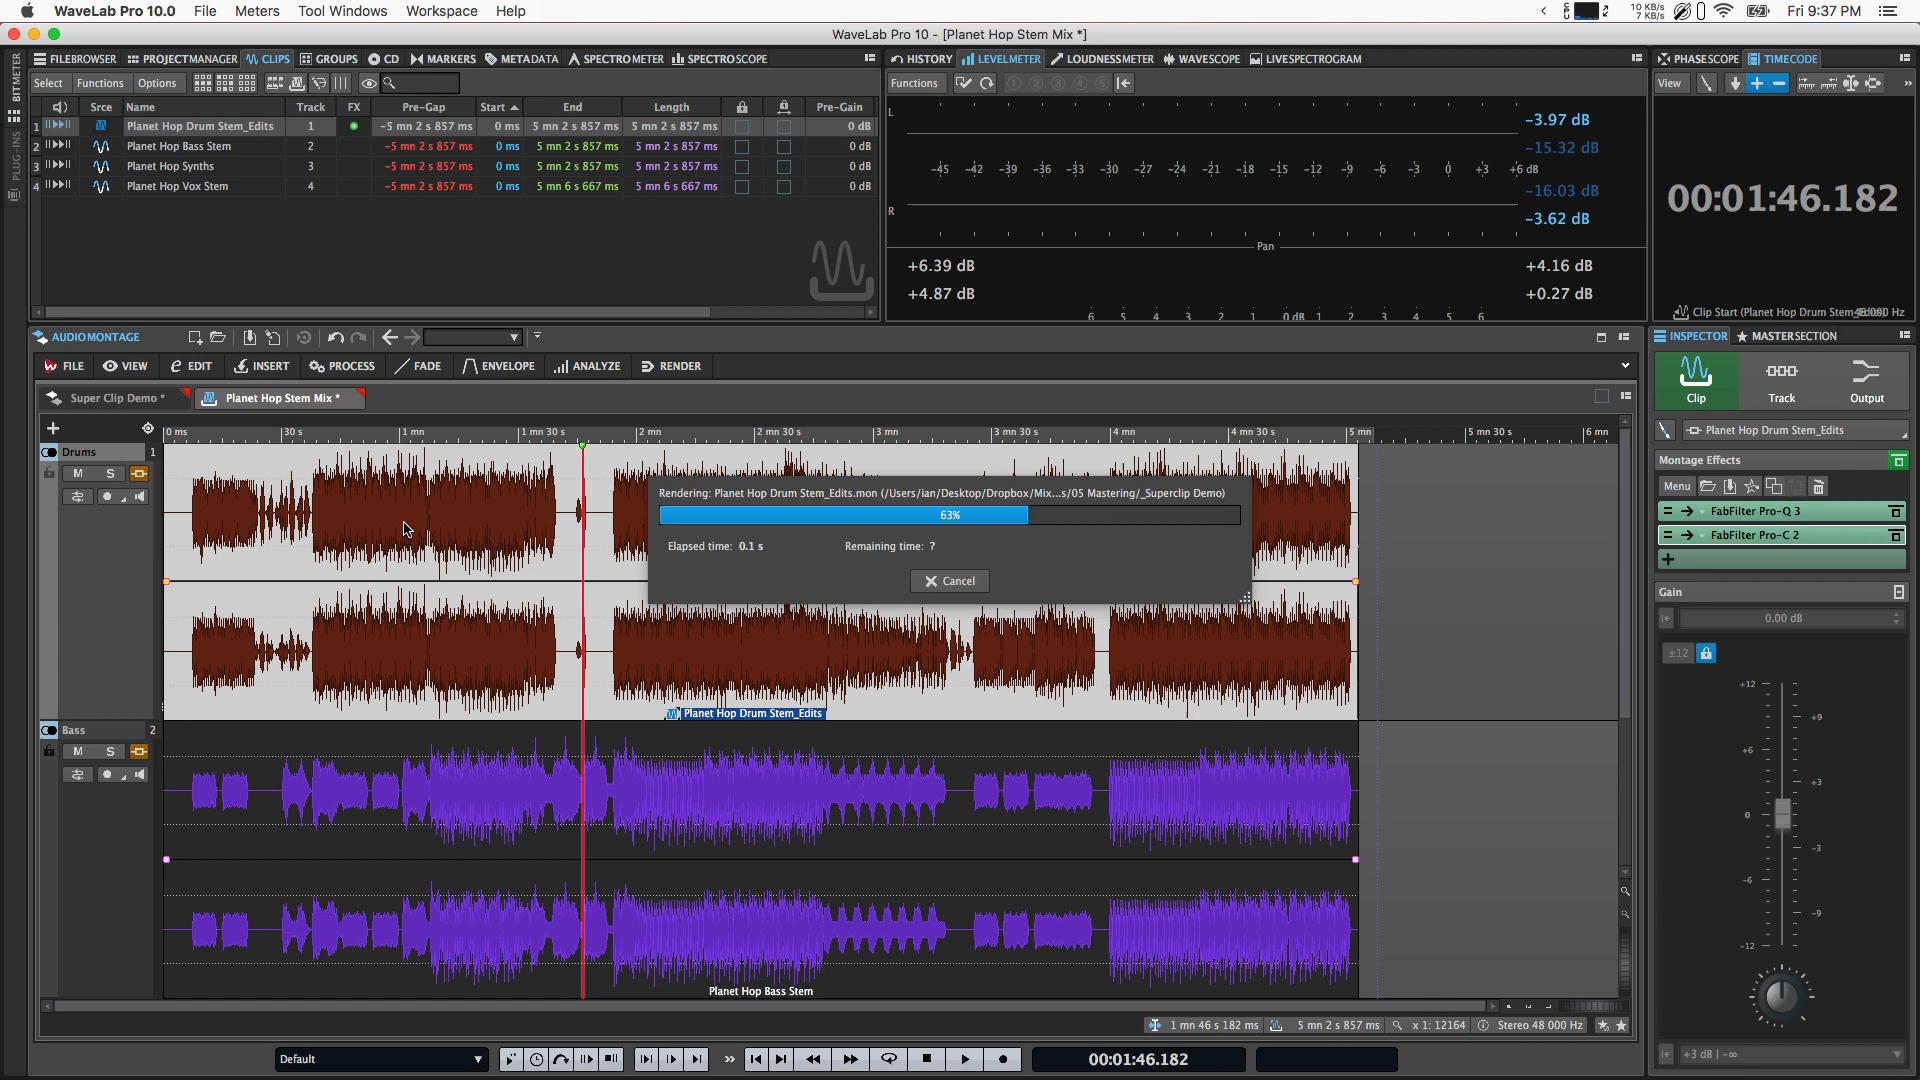 WaveLab Pro 10.0 File Meters Tool Windows Workspace Help
10 KB/s 7 KB/s Fri 9:37 PM
WaveLab Pro 10 - [Planet Hop Stem Mix *]
BITMETER
PLUG-INS
FILEBROWSER PROJECTMANAGER CLIPS GROUPS CD MARKERS METADATA SPECTROMETER SPECTROSCOPE
Select Functions Options
Srce Name Track FX Pre-Gap Start End Length Pre-Gain
1 Planet Hop Drum Stem_Edits 1 -5 mn 2 s 857 ms 0 ms 5 mn 2 s 857 ms 5 mn 2 s 857 ms 0 dB
2 Planet Hop Bass Stem 2 -5 mn 2 s 857 ms 0 ms 5 mn 2 s 857 ms 5 mn 2 s 857 ms 0 dB
3 Planet Hop Synths 3 -5 mn 2 s 857 ms 0 ms 5 mn 2 s 857 ms 5 mn 2 s 857 ms 0 dB
4 Planet Hop Vox Stem 4 -5 mn 2 s 857 ms 0 ms 5 mn 6 s 667 ms 5 mn 6 s 667 ms 0 dB
HISTORY LEVELMETER LOUDNESSMETER WAVESCOPE LIVESPECTROGRAM
Functions
L
-3.97 dB
-15.32 dB
-45 -42 -39 -36 -33 -30 -27 -24 -21 -18 -15 -12 -9 -6 -3 0 +3 +6 dB
-16.03 dB
R
-3.62 dB
Pan
+6.39 dB +4.16 dB
+4.87 dB +0.27 dB
6 5 4 3 2 1 0 dB 1 2 3 4 5 6
PHASESCOPE TIMECODE
View
00:01:46.182
Clip Start (Planet Hop Drum Stem
AUDIOMONTAGE
FILE VIEW EDIT INSERT PROCESS FADE ENVELOPE ANALYZE RENDER
Super Clip Demo * Planet Hop Stem Mix *
0 ms 30 s 1 mn 1 mn 30 s 2 mn 2 mn 30 s 3 mn 3 mn 30 s 4 mn 4 mn 30 s 5 mn 5 mn 30 s 6 mn
Drums 1
M S
Rendering: Planet Hop Drum Stem_Edits.mon (/Users/ian/Desktop/Dropbox/Mix...s/05 Mastering/_Superclip Demo)
63%
Elapsed time: 0.1 s Remaining time: ?
Cancel
Planet Hop Drum Stem_Edits
Bass 2
M S
Planet Hop Bass Stem
1 mn 46 s 182 ms 5 mn 2 s 857 ms x 1: 12164 Stereo 48 000 Hz
Default 00:01:46.182
INSPECTOR MASTERSECTION
Clip Track Output
Planet Hop Drum Stem_Edits
Montage Effects
Menu
FabFilter Pro-Q 3
FabFilter Pro-C 2
Gain
0.00 dB
±12
+12
+9
+6
+3
0
-3
-6
-9
-12
+3 dB | -∞